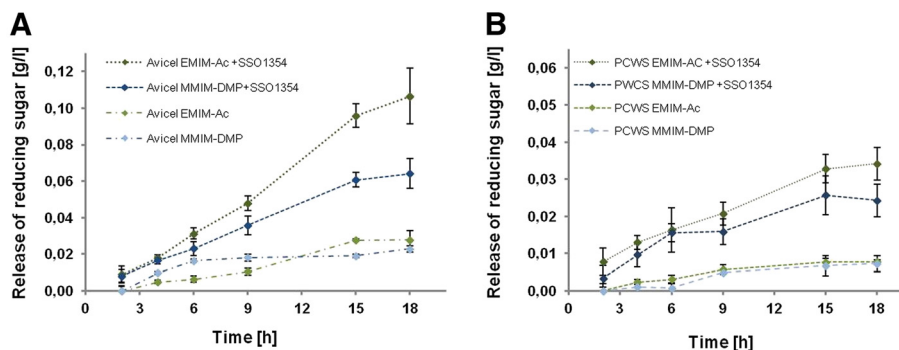 A
Release of reducing sugar [g/l]
0,12
0,10
0,08
0,06
0,04
0,02
0,00
Avicel EMIM-Ac +SSO1354
Avicel MMIM-DMP+SSO1354
Avicel EMIM-Ac
Avicel MMIM-DMP
0 3 6 9 12 15 18
Time [h]
B
Release of reducing sugar [g/l]
0,06
0,05
0,04
0,03
0,02
0,01
0,00
PCWS EMIM-AC +SSO1354
PWCS MMIM-DMP +SSO1354
PCWS EMIM-Ac
PCWS MMIM-DMP
0 3 6 9 12 15 18
Time [h]